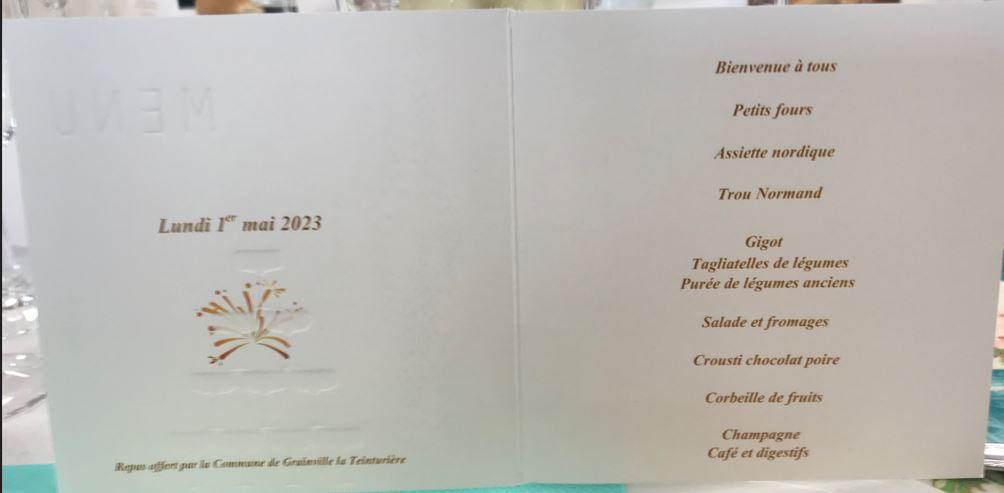 MENU
Lundi 1er mai 2023
Repas offert par la Commune de Grainville la Teinturière
Bienvenue à tous
Petits fours
Assiette nordique
Trou Normand
Gigot
Tagliatelles de légumes
Purée de légumes anciens
Salade et fromages
Crousti chocolat poire
Corbeille de fruits
Champagne
Café et digestifs